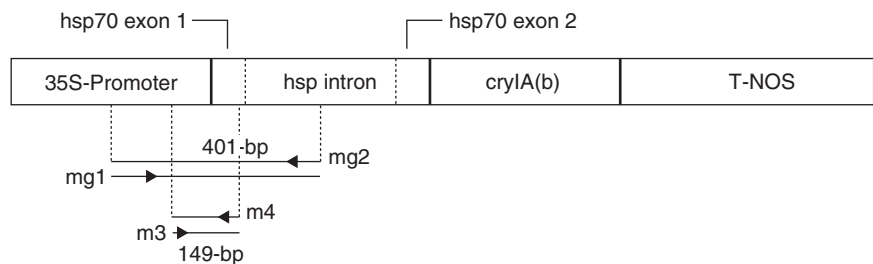 hsp70 exon 1
hsp70 exon 2
35S-Promoter
hsp intron
cryIA(b)
T-NOS
401-bp
mg2
mg1
m4
m3
149-bp